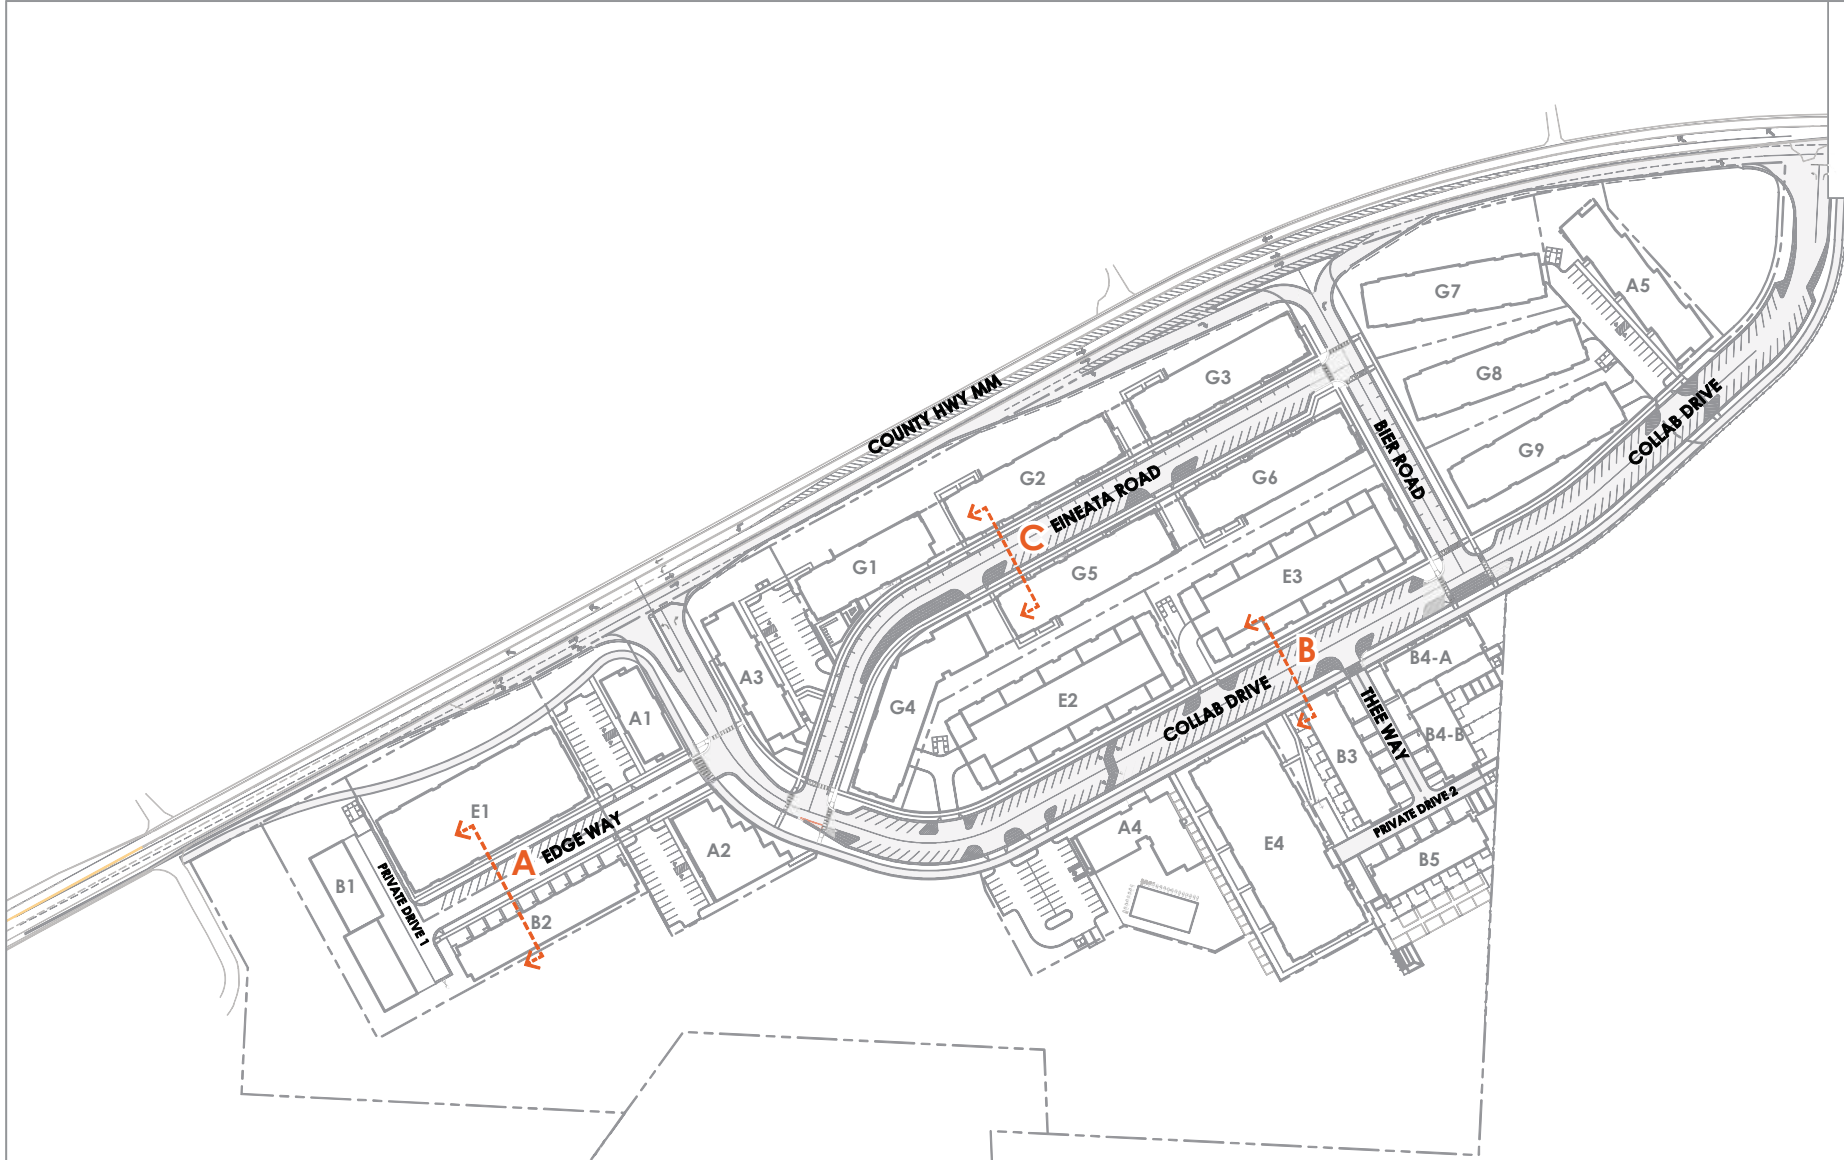 A5
G7
G8
G3
COLLAB DRIVE
COUNTY HWY MM
BIER ROAD
G9
G2
G6
EINEATA ROAD
C
G1
G5
E3
B
B4-A
A3
E2
G4
COLLAB DRIVE
THEE WAY
A1
B4-B
B3
E1
PRIVATE DRIVE 2
A4
EDGE WAY
A2
E4
A
B5
B1
PRIVATE DRIVE 1
B2